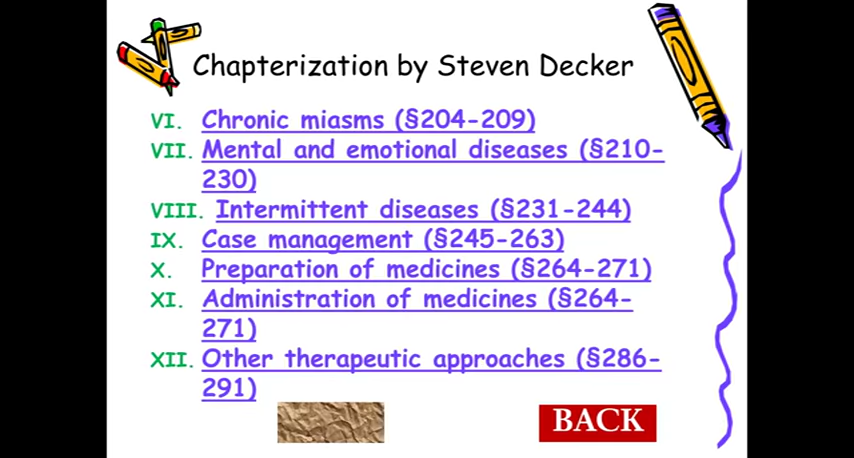 Chapterization by Steven Decker
VI. Chronic miasms (§204-209)
VII. Mental and emotional diseases (§210-
230)
VIII. Intermittent diseases (§231-244)
IX. Case management (§245-263)
X. Preparation of medicines (§264-271)
XI. Administration of medicines (§264-
271)
XII. Other therapeutic approaches (§286-
291)
BACK